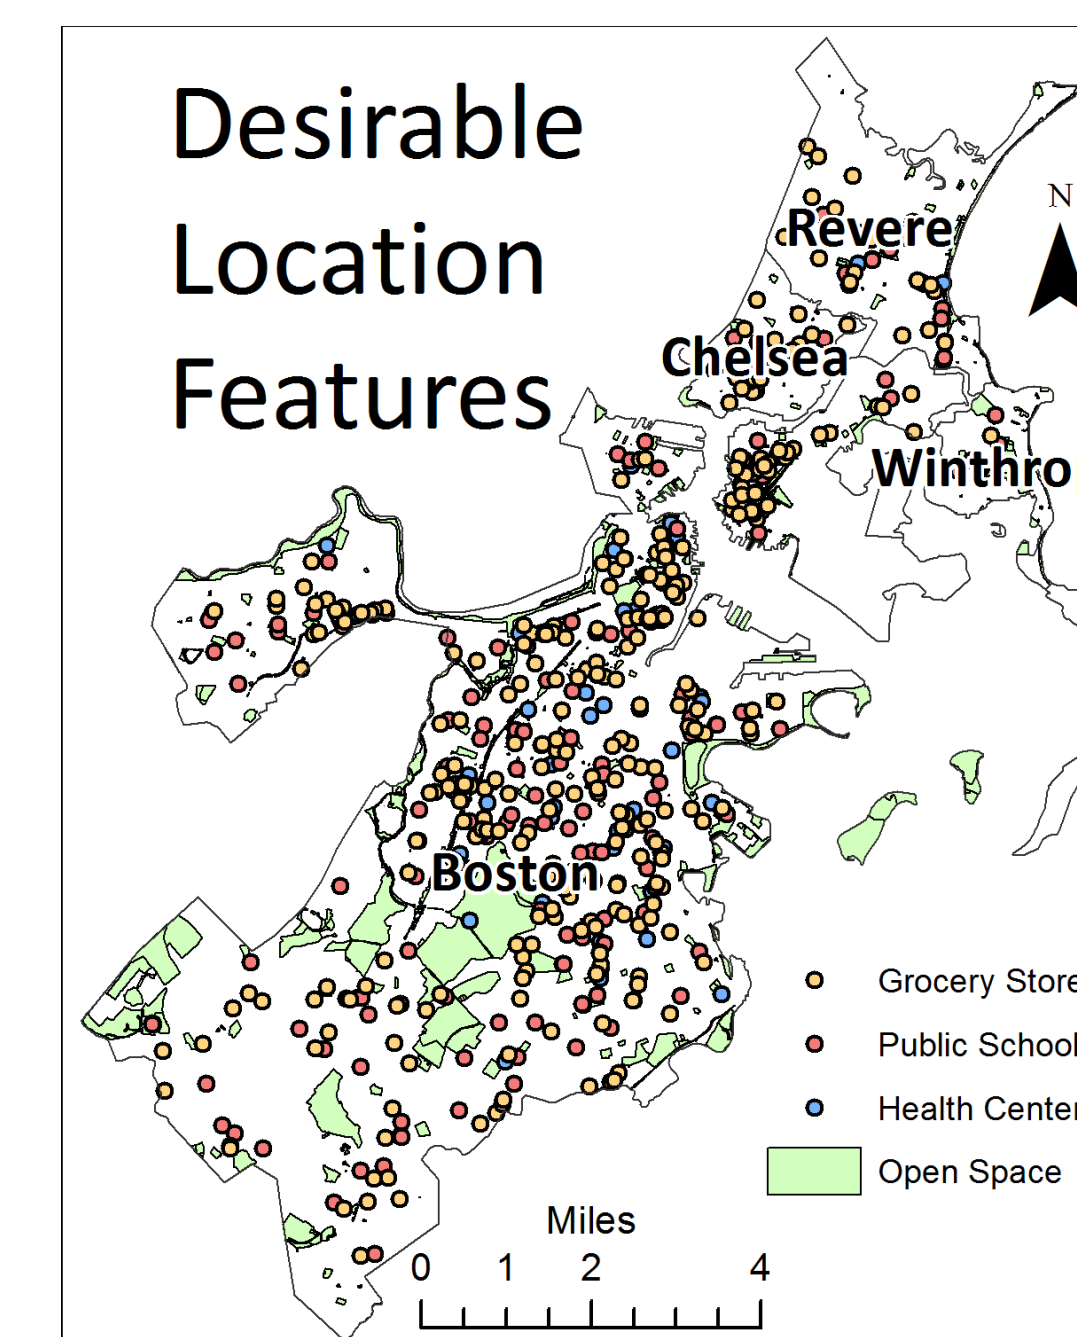 Desirable
Location
Features
N
Revere
Chelsea
Winthro
Boston
Grocery Store
Public School
Health Center
Open Space
Miles
0 1 2 4